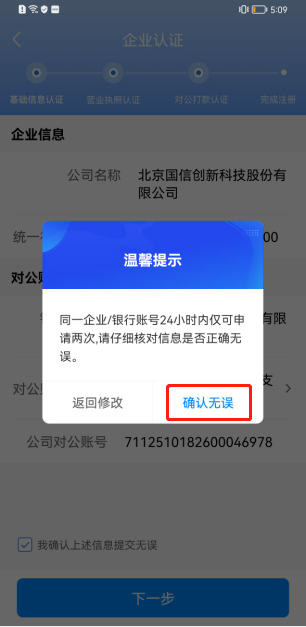 5:09
企业认证
基础信息认证 营业执照认证 对公打款认证 完成注册
企业信息
公司名称 北京国信创新科技股份有
限公司
统一 00
温馨提示
对公
同一企业/银行账号24小时内仅可申
请两次,请仔细核对信息是否正确无
误。
有限
返回修改 确认无误
对公 支
公司对公账号 7112510182600046978
我确认上述信息提交无误
下一步